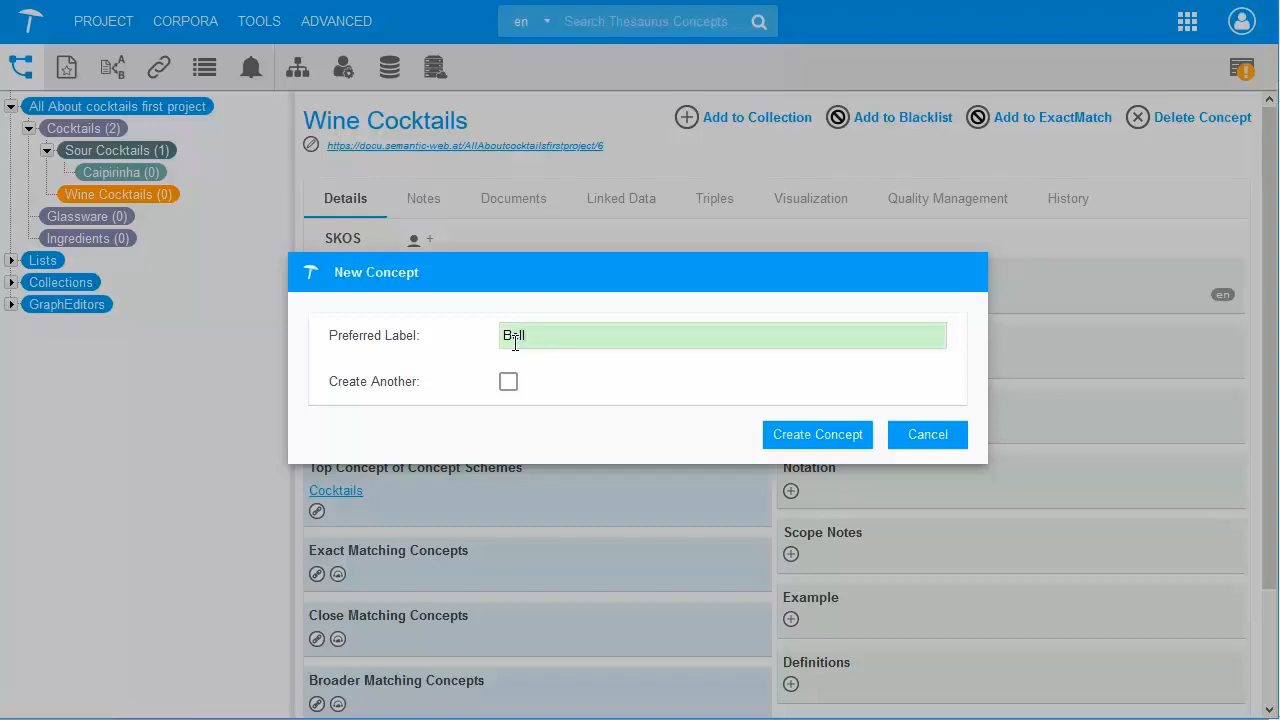 PROJECT CORPORA TOOLS ADVANCED en Search Thesaurus Concepts
All About cocktails first project
Cocktails (2)
Sour Cocktails (1)
Caipirinha (0)
Wine Cocktails (0)
Glassware (0)
Ingredients (0)
Lists
Collections
GraphEditors
Wine Cocktails
Add to Collection Add to Blacklist Add to ExactMatch Delete Concept
https://docu.semantic-web.at/AllAboutcocktailsfirstproject/6
Details Notes Documents Linked Data Triples Visualization Quality Management History
SKOS
en
New Concept
Preferred Label:
Create Another:
Create Concept Cancel
Top Concept of Concept Schemes
Cocktails
Exact Matching Concepts
Close Matching Concepts
Broader Matching Concepts
Notation
Scope Notes
Example
Definitions